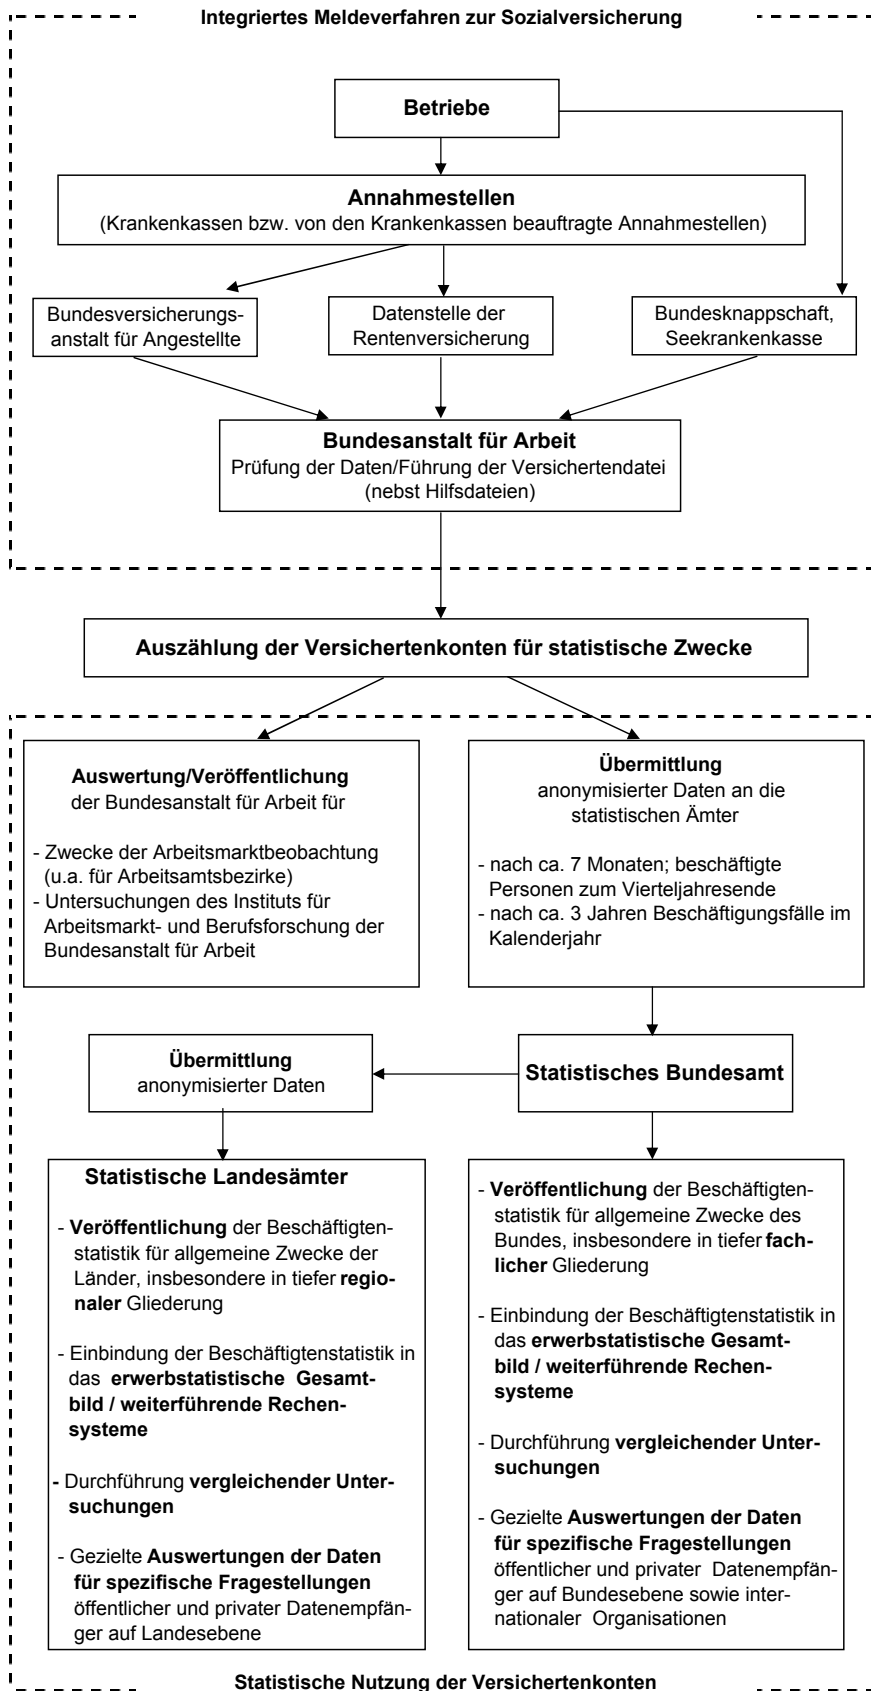 Integriertes Meldeverfahren zur Sozialversicherung
Betriebe
Annahmestellen
(Krankenkassen bzw. von den Krankenkassen beauftragte Annahmestellen)
Bundesversicherungs-
anstalt für Angestellte
Datenstelle der
Rentenversicherung
Bundesknappschaft,
Seekrankenkasse
Bundesanstalt für Arbeit
Prüfung der Daten/Führung der Versichertendatei
(nebst Hilfsdateien)
Auszählung der Versichertenkonten für statistische Zwecke
Auswertung/Veröffentlichung
der Bundesanstalt für Arbeit für
- Zwecke der Arbeitsmarktbeobachtung
(u.a. für Arbeitsamtsbezirke)
- Untersuchungen des Instituts für
Arbeitsmarkt- und Berufsforschung der
Bundesanstalt für Arbeit
Übermittlung
anonymisierter Daten an die
statistischen Ämter
- nach ca. 7 Monaten; beschäftigte
Personen zum Vierteljahresende
- nach ca. 3 Jahren Beschäftigungsfälle im
Kalenderjahr
Übermittlung
anonymisierter Daten
Statistisches Bundesamt
Statistische Landesämter
- Veröffentlichung der Beschäftigten-
statistik für allgemeine Zwecke der
Länder, insbesondere in tiefer regio-
naler Gliederung
- Einbindung der Beschäftigtenstatistik in
das erwerbstatistische Gesamt-
bild / weiterführende Rechen-
systeme
- Durchführung vergleichender Unter-
suchungen
- Gezielte Auswertungen der Daten
für spezifische Fragestellungen
öffentlicher und privater Datenempfän-
ger auf Landesebene
- Veröffentlichung der Beschäftigten-
statistik für allgemeine Zwecke des
Bundes, insbesondere in tiefer fach-
licher Gliederung
- Einbindung der Beschäftigtenstatistik in
das erwerbstatistische Gesamt-
bild / weiterführende Rechen-
systeme
- Durchführung vergleichender Unter-
suchungen
- Gezielte Auswertungen der Daten
für spezifische Fragestellungen
öffentlicher und privater Datenempfän-
ger auf Bundesebene sowie inter-
nationaler Organisationen
Statistische Nutzung der Versichertenkonten